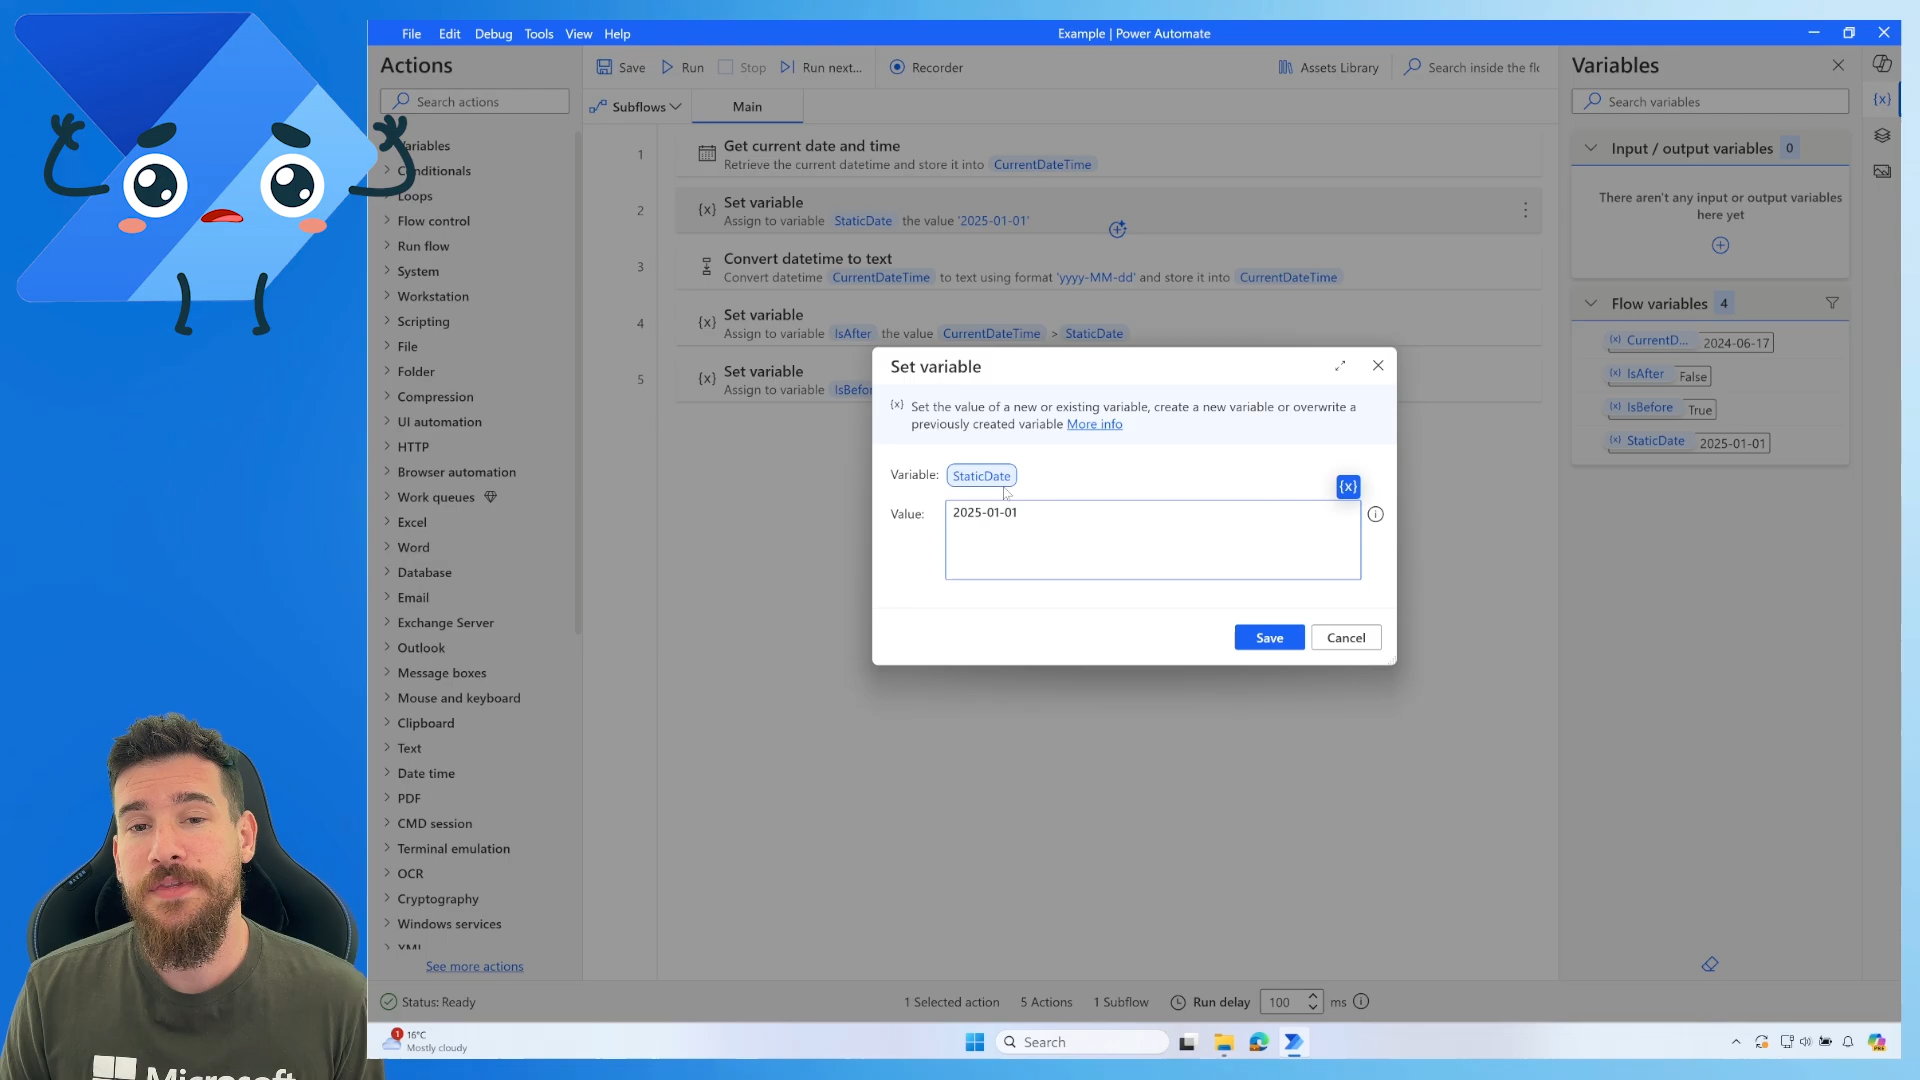 File Edit Debug Tools View Help
Example | Power Automate
Actions
Search actions
Variables
Conditionals
Loops
Flow control
Run flow
System
Workstation
Scripting
File
Folder
Compression
UI automation
HTTP
Browser automation
Work queues
Excel
Word
Database
Email
Exchange Server
Outlook
Message boxes
Mouse and keyboard
Clipboard
Text
Date time
PDF
CMD session
Terminal emulation
OCR
Cryptography
Windows services
XML
See more actions
Save Run Stop Run next... Recorder
Assets Library
Search inside the flo
Subflows Main
1
Get current date and time
Retrieve the current datetime and store it into CurrentDateTime
2
{x} Set variable
Assign to variable StaticDate the value '2025-01-01'
3
Convert datetime to text
Convert datetime CurrentDateTime to text using format 'yyyy-MM-dd' and store it into CurrentDateTime
4
{x} Set variable
Assign to variable IsAfter the value CurrentDateTime > StaticDate
5
{x} Set variable
Assign to variable IsBefor
Set variable
{x} Set the value of a new or existing variable, create a new variable or overwrite a
previously created variable More info
Variable: StaticDate
{x}
Value: 2025-01-01
Save Cancel
Variables
{x}
Search variables
Input / output variables 0
There aren't any input or output variables
here yet
Flow variables 4
{x} CurrentD... 2024-06-17
{x} IsAfter False
{x} IsBefore True
{x} StaticDate 2025-01-01
Status: Ready
1 Selected action 5 Actions 1 Subflow Run delay 100 ms
1
16°C
Mostly cloudy
Search
PRE
Microsoft